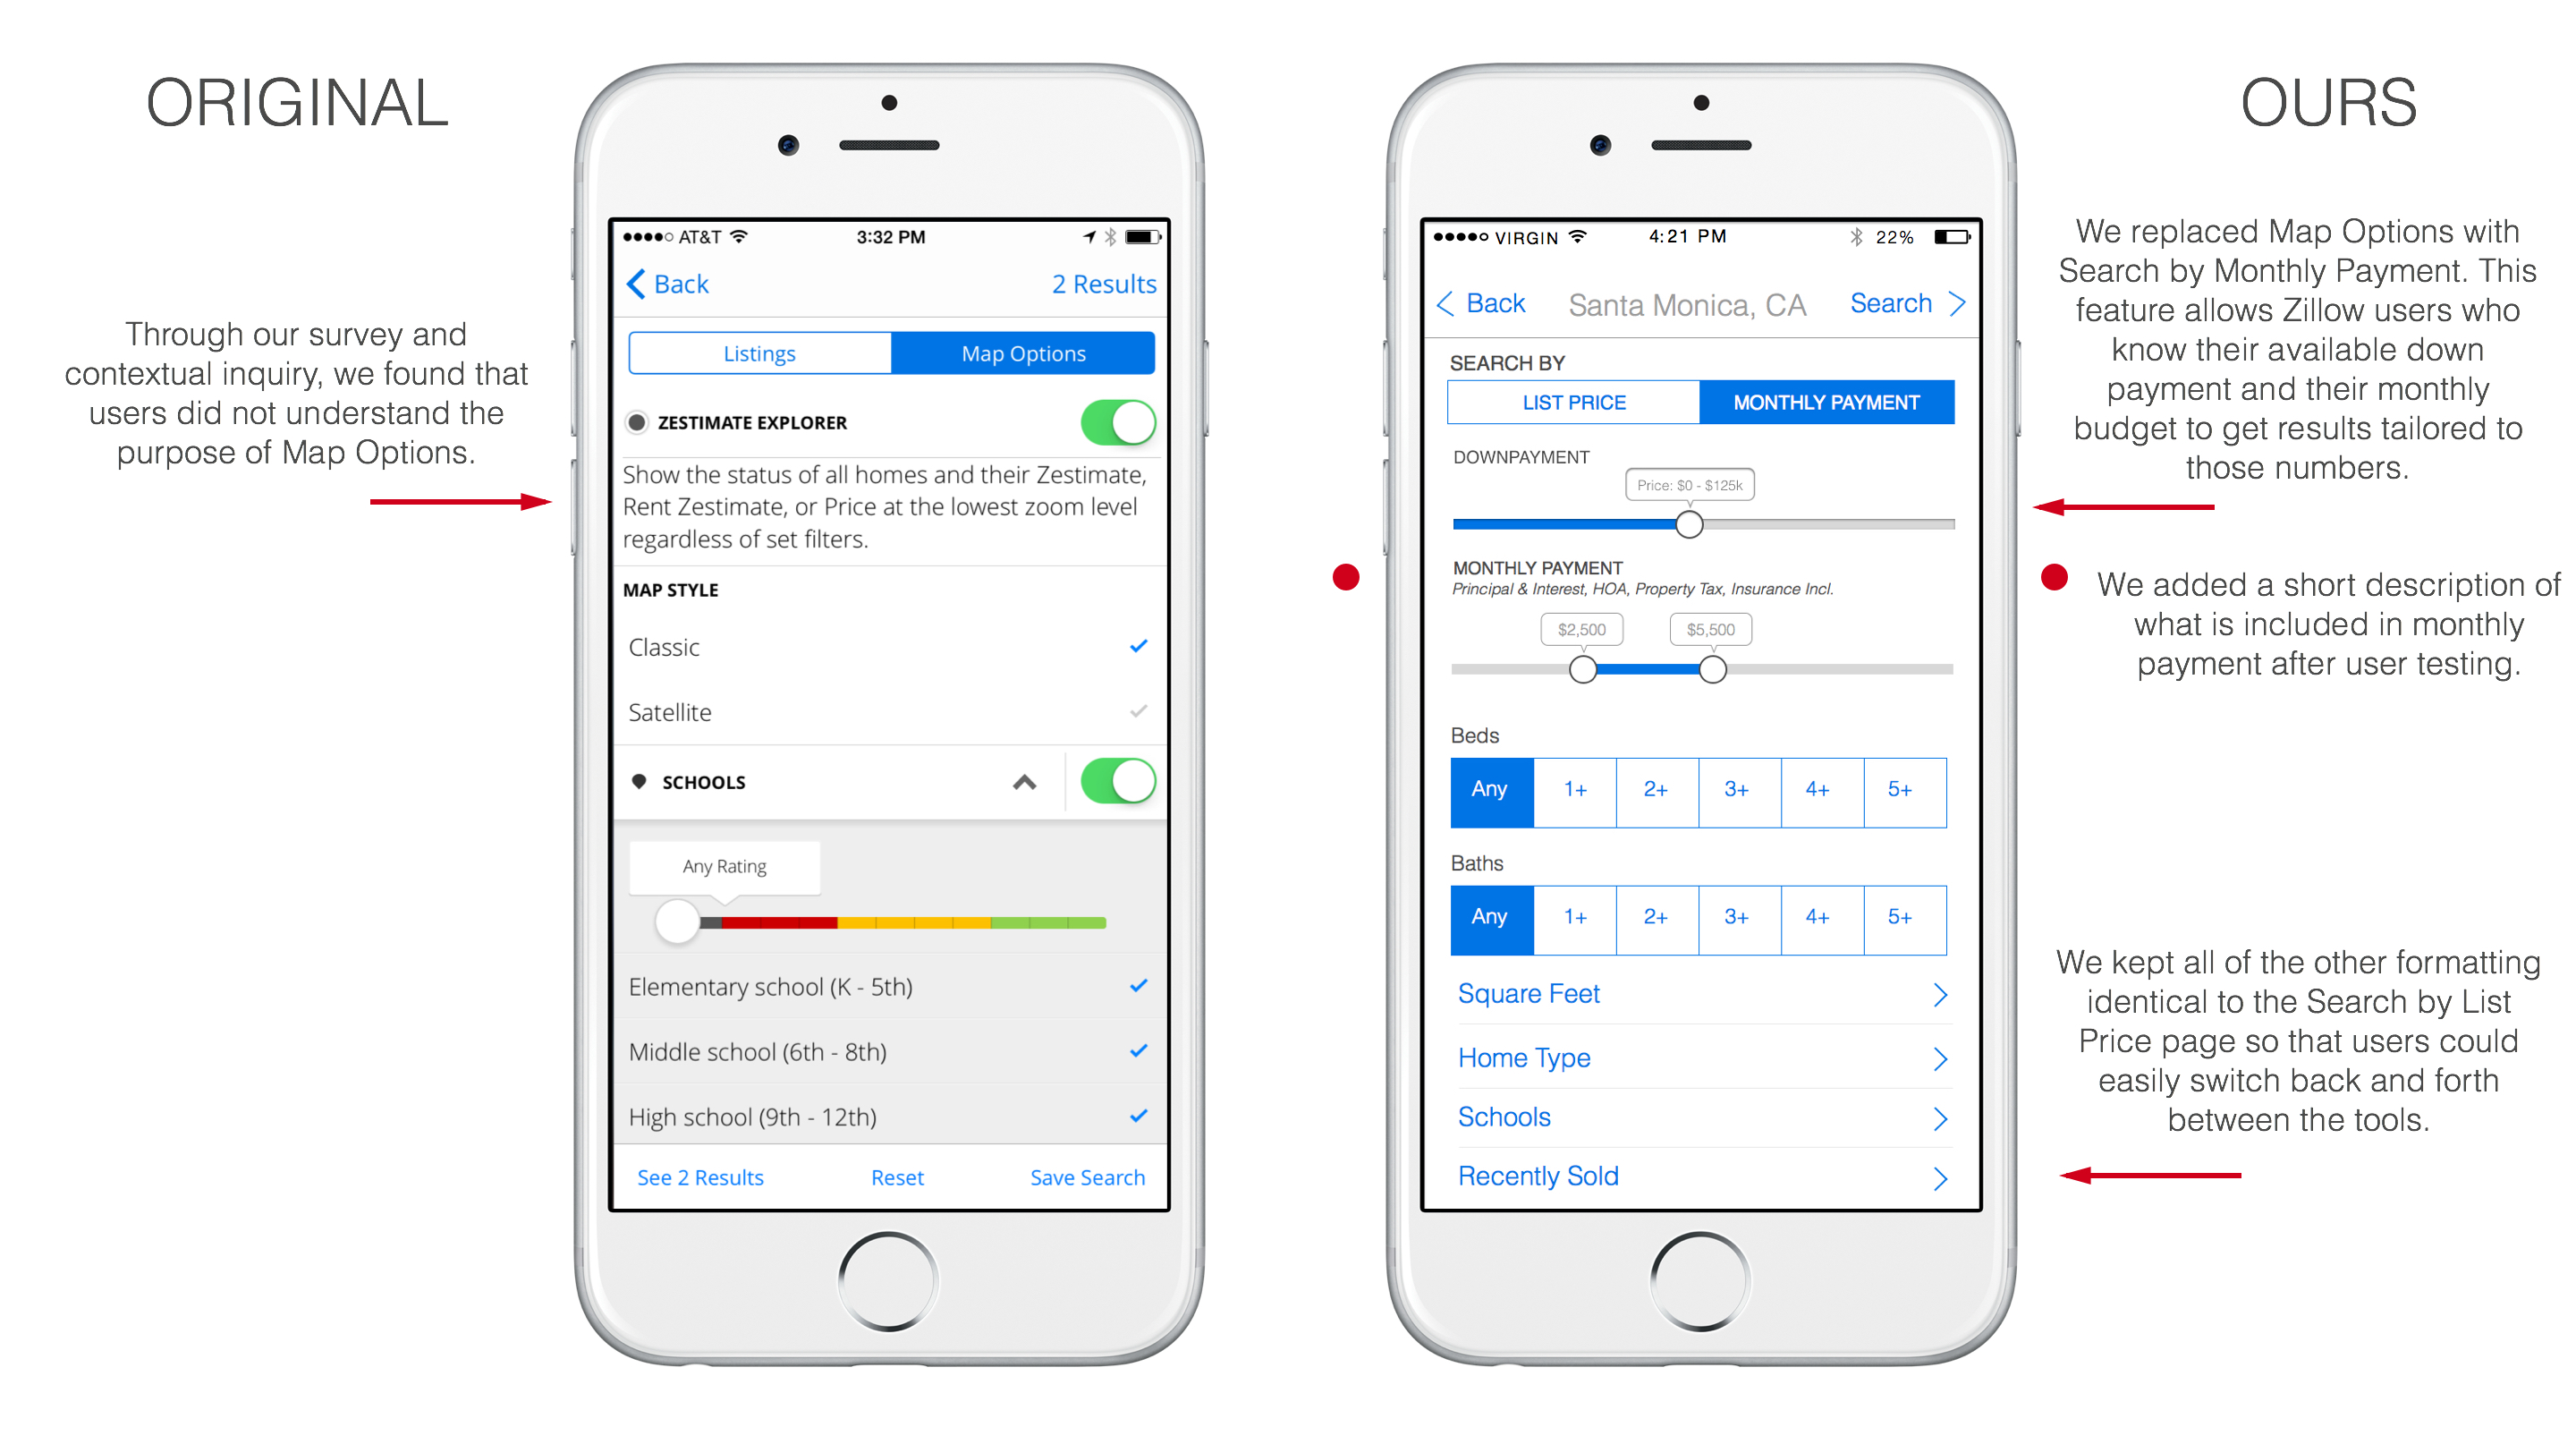 ORIGINAL
Through our survey and
contextual inquiry, we found that
users did not understand the
purpose of Map Options.
AT&T 3:32 PM
Back 2 Results
Listings Map Options
ZESTIMATE EXPLORER
Show the status of all homes and their Zestimate,
Rent Zestimate, or Price at the lowest zoom level
regardless of set filters.
MAP STYLE
Classic
Satellite
SCHOOLS
Any Rating
Elementary school (K - 5th)
Middle school (6th - 8th)
High school (9th - 12th)
See 2 Results Reset Save Search
VIRGIN 4:21 PM 22%
Back Santa Monica, CA Search
SEARCH BY
LIST PRICE MONTHLY PAYMENT
DOWNPAYMENT
Price: $0 - $125k
MONTHLY PAYMENT
Principal & Interest, HOA, Property Tax, Insurance Incl.
$2,500 $5,500
Beds
Any 1+ 2+ 3+ 4+ 5+
Baths
Any 1+ 2+ 3+ 4+ 5+
Square Feet
Home Type
Schools
Recently Sold
OURS
We replaced Map Options with
Search by Monthly Payment. This
feature allows Zillow users who
know their available down
payment and their monthly
budget to get results tailored to
those numbers.
We added a short description of
what is included in monthly
payment after user testing.
We kept all of the other formatting
identical to the Search by List
Price page so that users could
easily switch back and forth
between the tools.